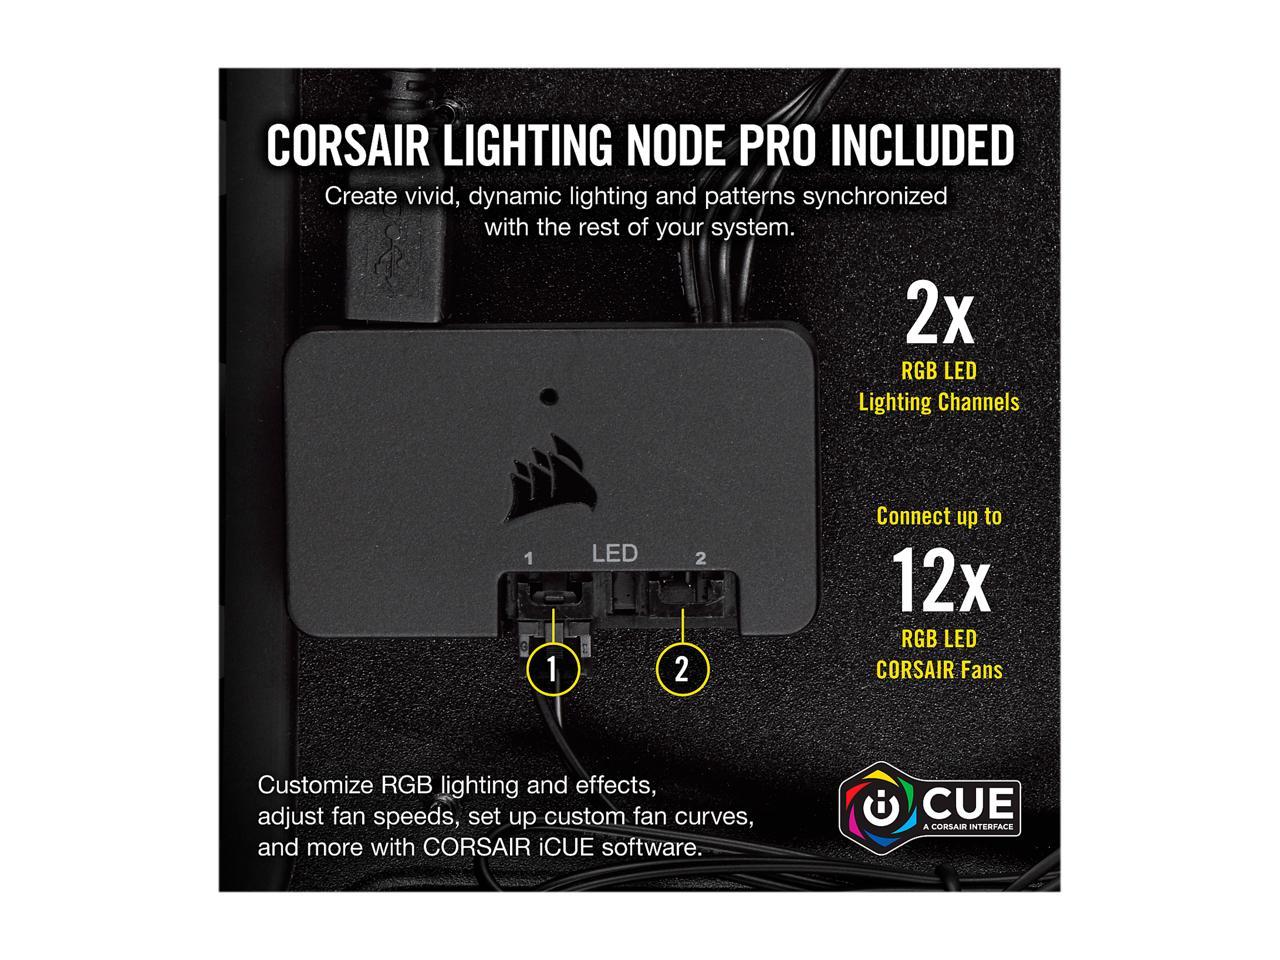 CORSAIR LIGHTING NODE PRO INCLUDED
Create vivid, dynamic lighting and patterns synchronized
with the rest of your system.
2x
RGB LED
Lighting Channels
1 LED 2
Connect up to
12x
RGB LED
CORSAIR Fans
1 2
Customize RGB lighting and effects,
adjust fan speeds, set up custom fan curves,
and more with CORSAIR iCUE software.
i CUE
A CORSAIR INTERFACE